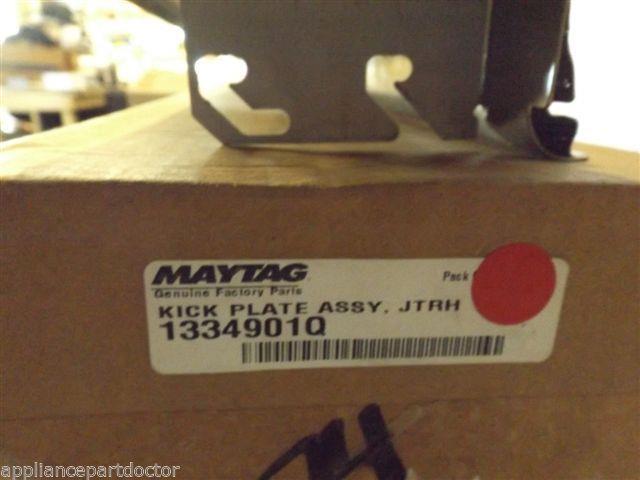 MAYTAG
Genuine Factory Parts
Pack
KICK PLATE ASSY, JTRH
1334901Q
appliancepartdoctor